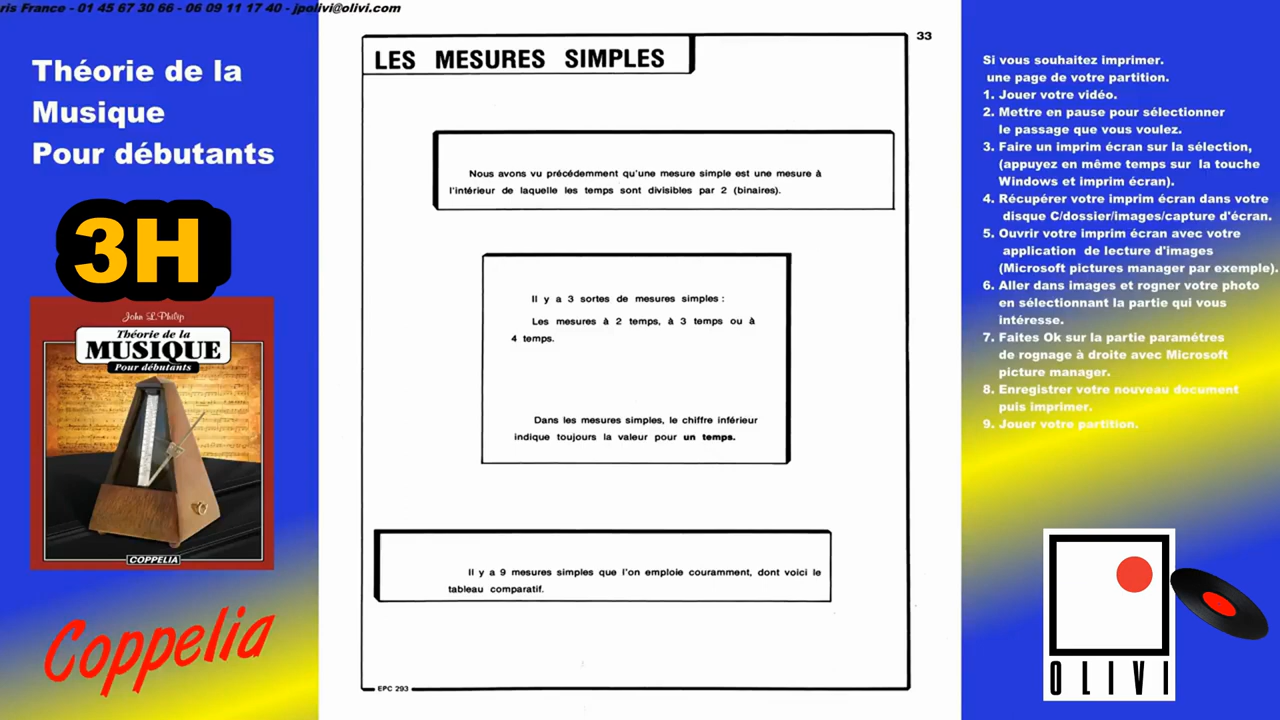 ris France - 01 45 67 30 66 - 06 09 11 17 40 - jpolivi@olivi.com
Théorie de la
Musique
Pour débutants
3H
John L. Philip
Théorie de la
MUSIQUE
Pour débutants
COPPELIA
Coppelia
33
LES MESURES SIMPLES
Nous avons vu précédemment qu'une mesure simple est une mesure à
l'intérieur de laquelle les temps sont divisibles par 2 (binaires).
Il y a 3 sortes de mesures simples :
Les mesures à 2 temps, à 3 temps ou à
4 temps.
Dans les mesures simples, le chiffre inférieur
indique toujours la valeur pour un temps.
Il y a 9 mesures simples que l'on emploie couramment, dont voici le
tableau comparatif.
EPC 293
Si vous souhaitez imprimer.
une page de votre partition.
1. Jouer votre vidéo.
2. Mettre en pause pour sélectionner
le passage que vous voulez.
3. Faire un imprim écran sur la sélection,
(appuyez en même temps sur la touche
Windows et imprim écran).
4. Récupérer votre imprim écran dans votre
disque C/dossier/images/capture d'écran.
5. Ouvrir votre imprim écran avec votre
application de lecture d'images
(Microsoft pictures manager par exemple).
6. Aller dans images et rogner votre photo
en sélectionnant la partie qui vous
intéresse.
7. Faites Ok sur la partie paramétres
de rognage à droite avec Microsoft
picture manager.
8. Enregistrer votre nouveau document
puis imprimer.
9. Jouer votre partition.
OLIVI